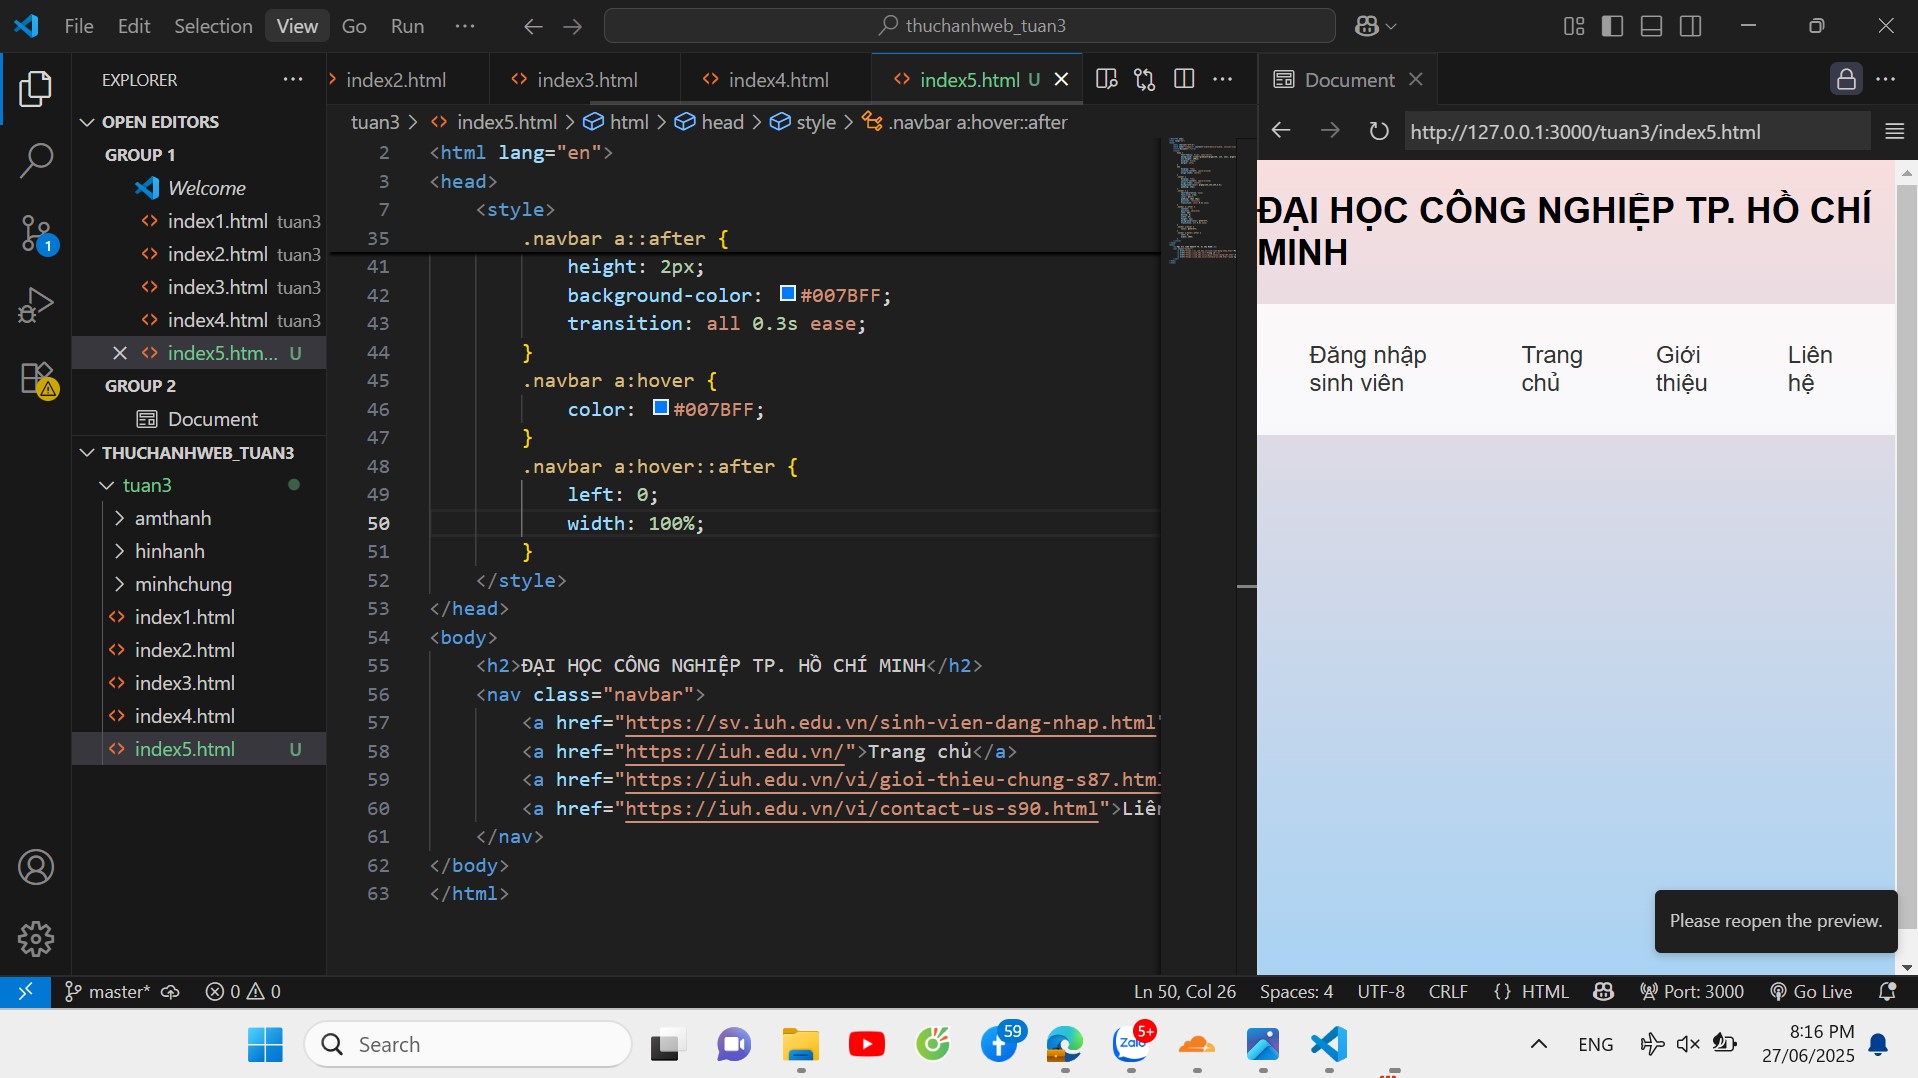 File Edit Selection View Go Run ··· thuchanhweb_tuan3
EXPLORER ···
OPEN EDITORS
GROUP 1
Welcome
index1.html tuan3
index2.html tuan3
index3.html tuan3
index4.html tuan3
index5.htm... U
GROUP 2
Document
THUCHANHWEB_TUAN3
tuan3
amthanh
hinhanh
minhchung
index1.html
index2.html
index3.html
index4.html
index5.html U
index2.html index3.html index4.html index5.html U
tuan3 > index5.html > html > head > style > .navbar a:hover::after
2 <html lang="en">
3 <head>
7 <style>
35 .navbar a::after {
41 height: 2px;
42 background-color: #007BFF;
43 transition: all 0.3s ease;
44 }
45 .navbar a:hover {
46 color: #007BFF;
47 }
48 .navbar a:hover::after {
49 left: 0;
50 width: 100%;
51 }
52 </style>
53 </head>
54 <body>
55 <h2>ĐẠI HỌC CÔNG NGHIỆP TP. HỒ CHÍ MINH</h2>
56 <nav class="navbar">
57 <a href="https://sv.iuh.edu.vn/sinh-vien-dang-nhap.html"
58 <a href="https://iuh.edu.vn/">Trang chủ</a>
59 <a href="https://iuh.edu.vn/vi/gioi-thieu-chung-s87.html
60 <a href="https://iuh.edu.vn/vi/contact-us-s90.html">Liên
61 </nav>
62 </body>
63 </html>
Document
http://127.0.0.1:3000/tuan3/index5.html
ĐẠI HỌC CÔNG NGHIỆP TP. HỒ CHÍ
MINH
Đăng nhập
sinh viên
Trang
chủ
Giới
thiệu
Liên
hệ
Please reopen the preview.
1
master* 0 0 Ln 50, Col 26 Spaces: 4 UTF-8 CRLF {} HTML Port: 3000 Go Live
Search 59 Zalo 5+ ENG
8:16 PM
27/06/2025